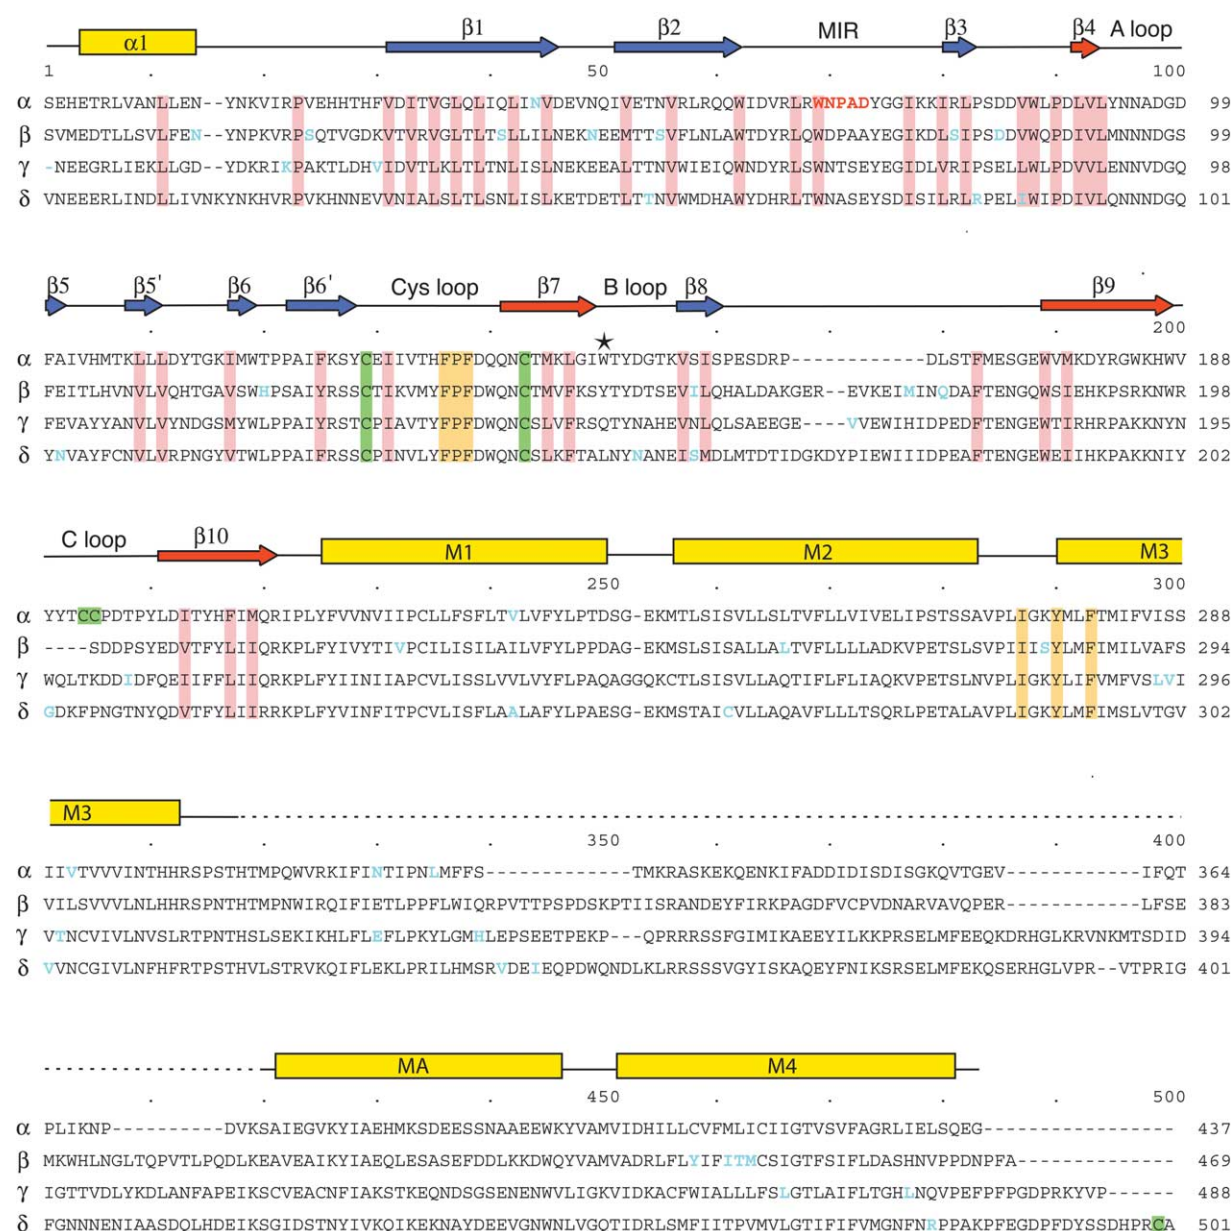 α1 β1 β2 MIR β3 β4 A loop
1 . . . . 50 . . . . 100
α SEHETRLVANLLEN--YNKVIRPVEHHTHFVDITVGLQLIQLINVDEVNQIVETNVRLRQQWIDVRLRWNPADYGGIKKIRLPSDDVWLPDLVLYNNADGD 99
β SVMEDTLLSVLFEN--YNPKVRPSQTVGDKVTVRVGLTLTSLLILNEKNEEMTTSVFLNLAWTDYRLQWDPAAYEGIKDLSIPSDDVWQPDIVLMNNNDGS 99
γ -NEEGRLIEKLLGD--YDKRIKPAKTLDHVIDVTLKLTLTNLISLNEKEEALTTNVWIEIQWNDYRLSWNTSEYEGIDLVRIPSELLWLPDVVLENNVDGQ 98
δ VNEEERLINDLLIVNKYNKHVRPVKHNNEVVNIALSLTLSNLISLKETDETLTTNVWMDHAWYDHRLTWNASEYSDISILRLRPELIWIPDIVLQNNNDGQ 101
β5 β5' β6 β6' Cys loop β7 B loop β8 β9
. . . . . . . . 200
α FAIVHMTKLLLDYTGKIMWTPPAIFKSYCEIIVTHFPFDQQNCTMKLGIWTYDGTKVSISPESDRP------------DLSTFMESGEWVMKDYRGWKHWV 188
β FEITLHVNVLVQHTGAVSWHPSAIYRSSCTIKVMYFPFDWQNCTMVFKSYTYDTSEVILQHALDAKGER--EVKEIMINQDAFTENGQWSIEHKPSRKNWR 198
γ FEVAYYANVLVYNDGSMYWLPPAIYRSTCPIAVTYFPFDWQNCSLVFRSQTYNAHEVNLQLSAEEGE----VVEWIHIDPEDFTENGEWTIRHRPAKKNYN 195
δ YNVAYFCNVLVRPNGYVTWLPPAIFRSSCPINVLYFPFDWQNCSLKFTALNYNANEISMDLMTDTIDGKDYPIEWIIIDPEAFTENGEWEIIHKPAKKNIY 202
C loop β10 M1 M2 M3
. . . . 250 . . . . 300
α YYTCCPDTPYLDITYHFIMQRIPLYFVVNVIIPCLLFSFLTVLVFYLPTDSG-EKMTLSISVLLSLTVFLLVIVELIPSTSSAVPLIGKYMLFTMIFVISS 288
β ----SDDPSYEDVTFYLIIQRKPLFYIVYTIVPCILISILAILVFYLPPDAG-EKMSLSISALLALTVFLLLLADKVPETSLSVPIIISYLMFIMILVAFS 294
γ WQLTKDDIDFQEIIFFLIIQRKPLFYIINIIAPCVLISSLVVLVYFLPAQAGGQKCTLSISVLLAQTIFLFLIAQKVPETSLNVPLIGKYLIFVMFVSLVI 296
δ GDKFPNGTNYQDVTFYLIIRRKPLFYVINFITPCVLISFLAALAFYLPAESG-EKMSTAICVLLAQAVFLLLTSQRLPETALAVPLIGKYLMFIMSLVTGV 302
M3
. . . . 350 . . . . 400
α IIVTVVVINTHHRSPSTHTMPQWVRKIFINTIPNLMFFS-------------TMKRASKEKQENKIFADDIDISDISGKQVTGEV------------IFQT 364
β VILSVVVLNLHHRSPNTHTMPNWIRQIFIETLPPFLWIQRPVTTPSPDSKPTIISRANDEYFIRKPAGDFVCPVDNARVAVQPER------------LFSE 383
γ VTNCVIVLNVSLRTPNTHSLSEKIKHLFLEFLPKYLGMHLEPSEETPEKP---QPRRRSSFGIMIKAEEYILKKPRSELMFEEQKDRHGLKRVNKMTSDID 394
δ VVNCGIVLNFHFRTPSTHVLSTRVKQIFLEKLPRILHMSRVDEIEQPDWQNDLKLRRSSSVGYISKAQEYFNIKSRSELMFEKQSERHGLVPR--VTPRIG 401
MA M4
. . . . 450 . . . . 500
α PLIKNP----------DVKSAIEGVKYIAEHMKSDEESSNAAEEWKYVAMVIDHILLCVFMLICIIGTVSVFAGRLIELSQEG------------------ 437
β MKWHLNGLTQPVTLPQDLKEAVEAIKYIAEQLESASEFDDLKKDWQYVAMVADRLFLYIFITMCSIGTFSIFLDASHNVPPDNPFA--------------- 469
γ IGTTVDLYKDLANFAPEIKSCVEACNFIAKSTKEQNDSGSENENWVLIGKVIDKACFWIALLLFSLGTLAIFLTGHLNQVPEFPFPGDPRKYVP------- 488
δ FGNNNENIAASDQLHDEIKSGIDSTNYIVKQIKEKNAYDEEVGNWNLVGQTIDRLSMFIITPVMVLGTIFIFVMGNFNRPPAKPFEGDPFDYSSDHPRCA 501